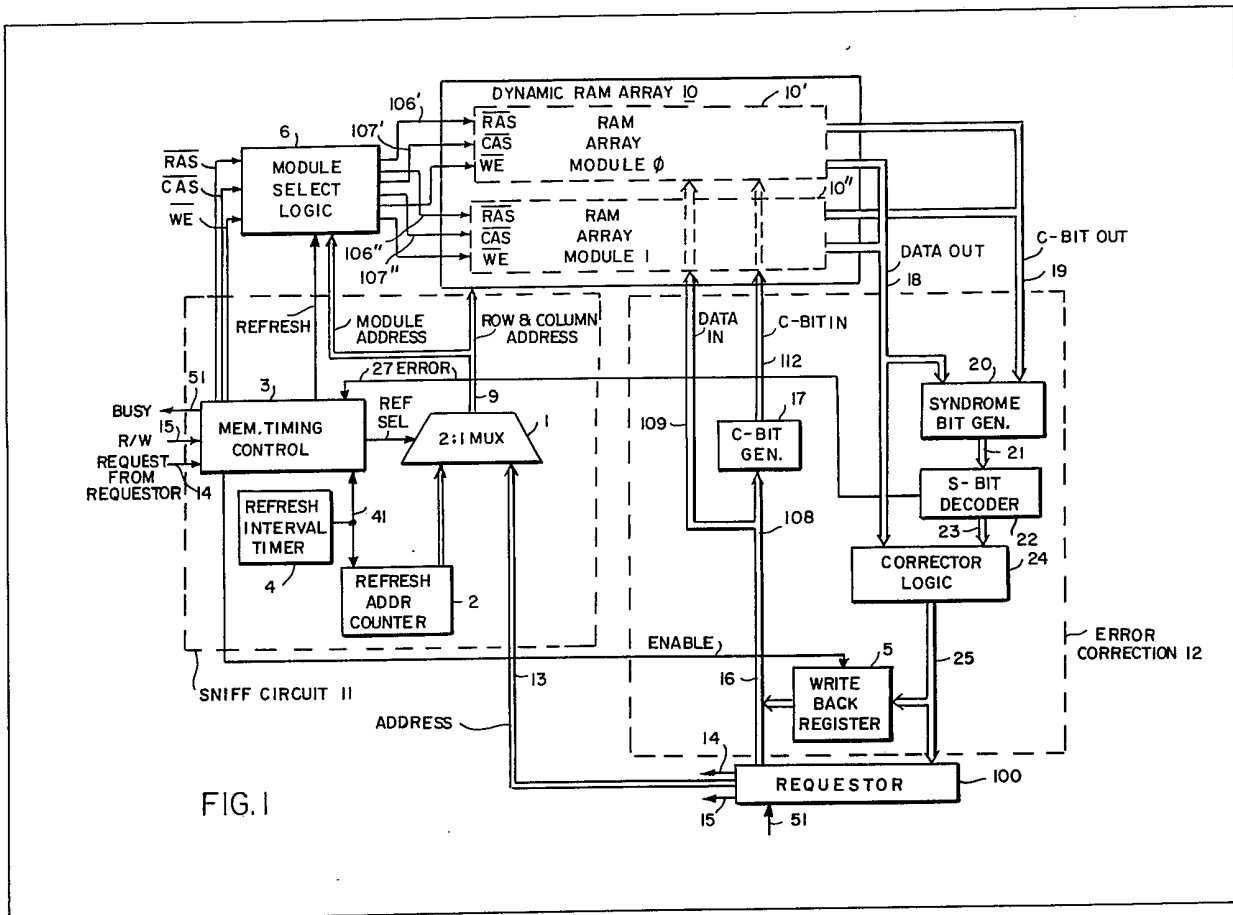 DYNAMIC RAM ARRAY 10
10'
106'
RAS
RAM
6
107'
CAS
ARRAY
RAS
MODULE
WE
MODULE 0
CAS
SELECT
10"
WE
LOGIC
RAS
RAM
C-BIT OUT
CAS
ARRAY
106"
WE
MODULE 1
DATA OUT
107"
18
19
REFRESH
MODULE
ADDRESS
ROW & COLUMN
ADDRESS
DATA
IN
C-BIT IN
27 ERROR
112
20
51
3
9
17
SYNDROME
BIT GEN.
BUSY
MEM. TIMING
CONTROL
REF
SEL
1
2:1 MUX
109
C-BIT
GEN.
R/W
15
21
REQUEST
FROM
REQUESTOR
14
S-BIT
DECODER
REFRESH
INTERVAL
TIMER
41
108
23
22
CORRECTOR
LOGIC
24
4
REFRESH
ADDR
COUNTER
2
ENABLE
5
25
ERROR
CORRECTION 12
SNIFF CIRCUIT 11
13
16
WRITE
BACK
REGISTER
ADDRESS
14
REQUESTOR
100
FIG. 1
15
51